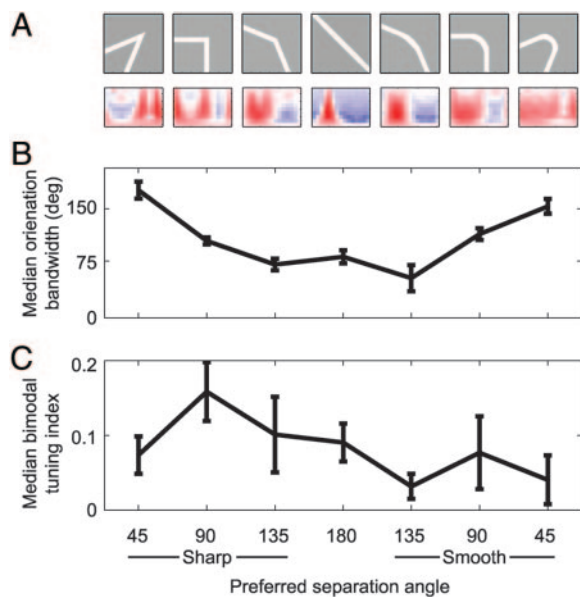 A
B
Median orienation
bandwidth (deg)
150
75
0
C
Median bimodal
tuning index
0.2
0.1
0
45 90 135 180 135 90 45
Sharp Smooth
Preferred separation angle